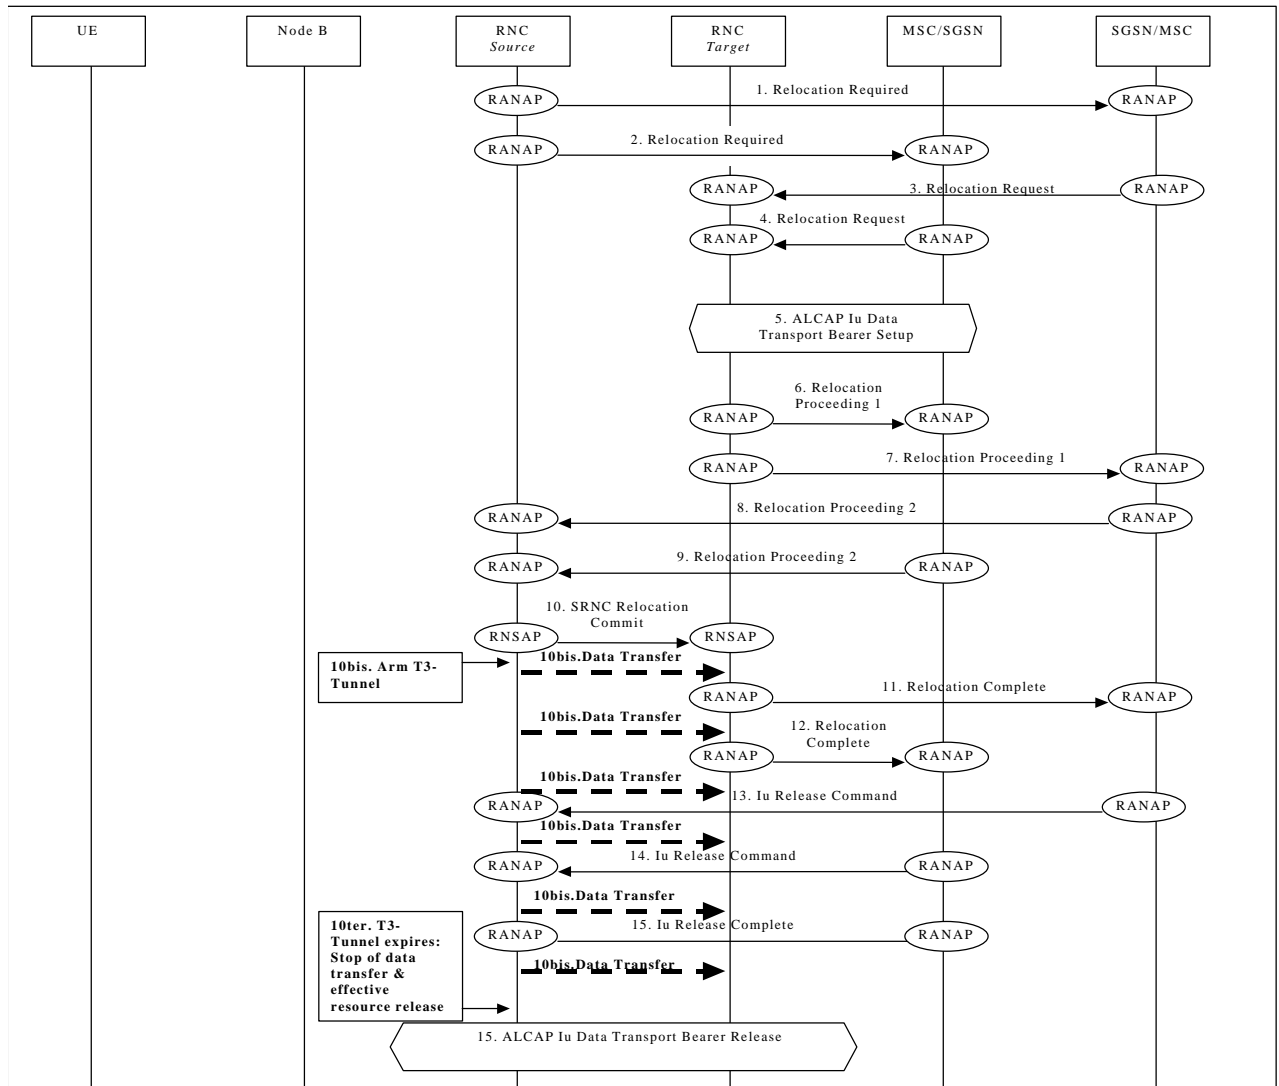 UE
Node B
RNC
Source
RNC
Target
MSC/SGSN
SGSN/MSC
RANAP
1. Relocation Required
RANAP
RANAP
2. Relocation Required
RANAP
RANAP
3. Relocation Request
RANAP
4. Relocation Request
RANAP
RANAP
5. ALCAP Iu Data
Transport Bearer Setup
6. Relocation
Proceeding 1
RANAP
RANAP
RANAP
7. Relocation Proceeding 1
RANAP
RANAP
8. Relocation Proceeding 2
RANAP
RANAP
9. Relocation Proceeding 2
RANAP
10. SRNC Relocation
Commit
RNSAP
RNSAP
10bis. Arm T3-
Tunnel
10bis.Data Transfer
RANAP
11. Relocation Complete
RANAP
10bis.Data Transfer
12. Relocation
Complete
RANAP
RANAP
10bis.Data Transfer
RANAP
13. Iu Release Command
RANAP
10bis.Data Transfer
RANAP
14. Iu Release Command
RANAP
10bis.Data Transfer
10ter. T3-
Tunnel expires:
Stop of data
transfer &
effective
resource release
RANAP
15. Iu Release Complete
RANAP
10bis.Data Transfer
15. ALCAP Iu Data Transport Bearer Release